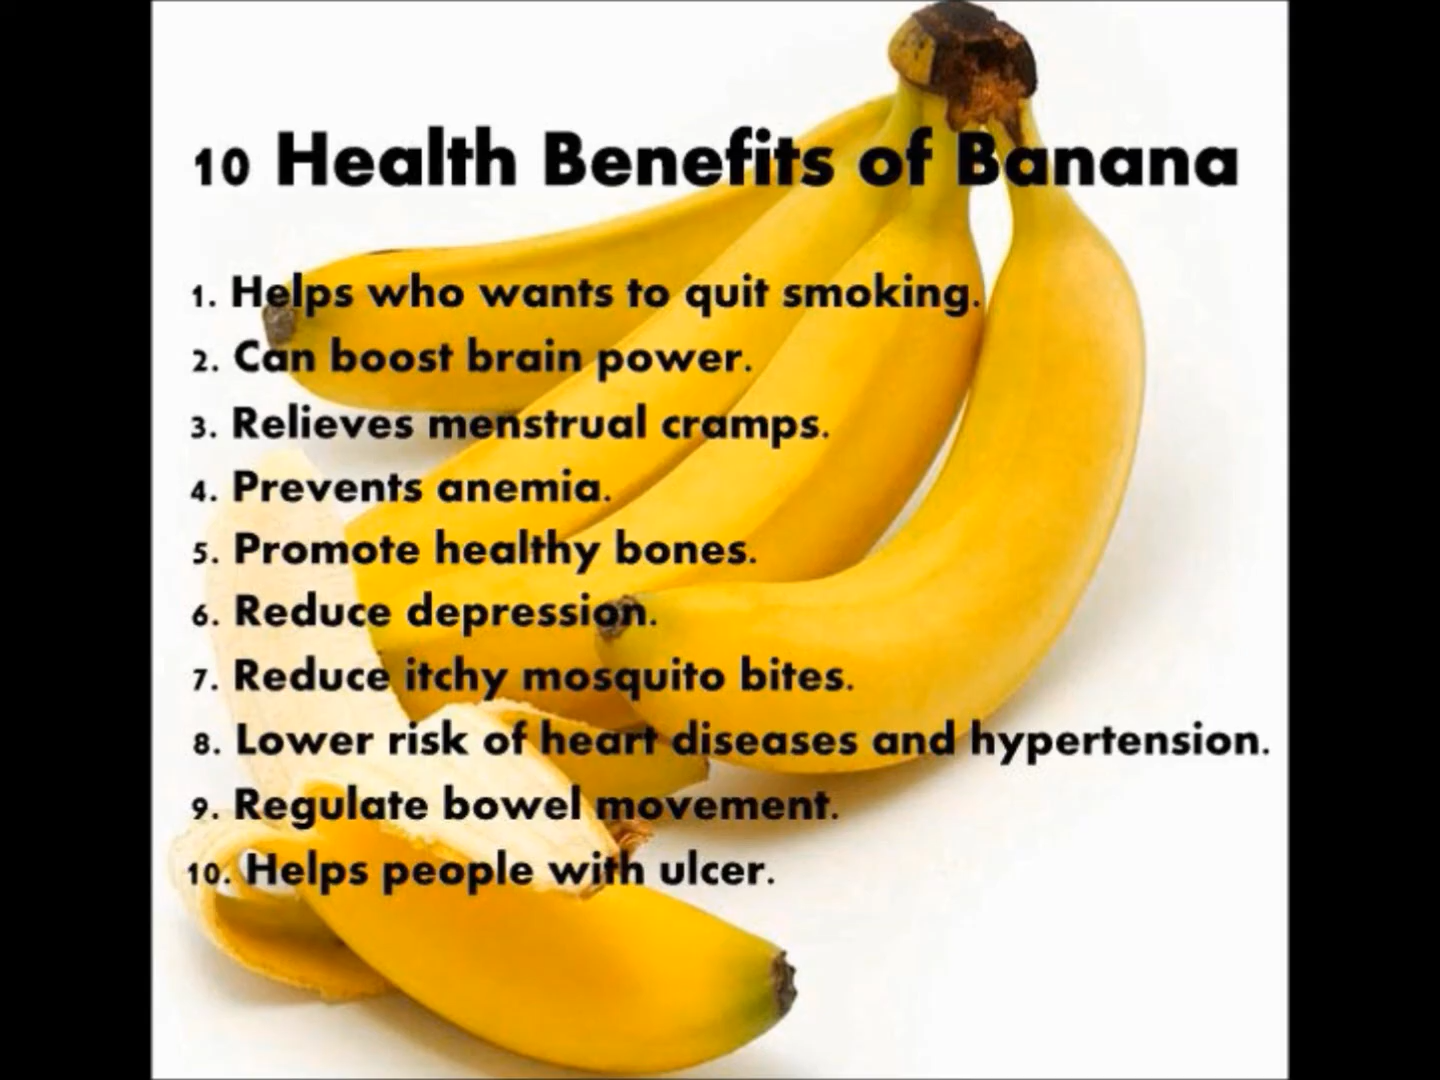 10 Health Benefits of Banana
1. Helps who wants to quit smoking.
2. Can boost brain power.
3. Relieves menstrual cramps.
4. Prevents anemia.
5. Promote healthy bones.
6. Reduce depression.
7. Reduce itchy mosquito bites.
8. Lower risk of heart diseases and hypertension.
9. Regulate bowel movement.
10. Helps people with ulcer.